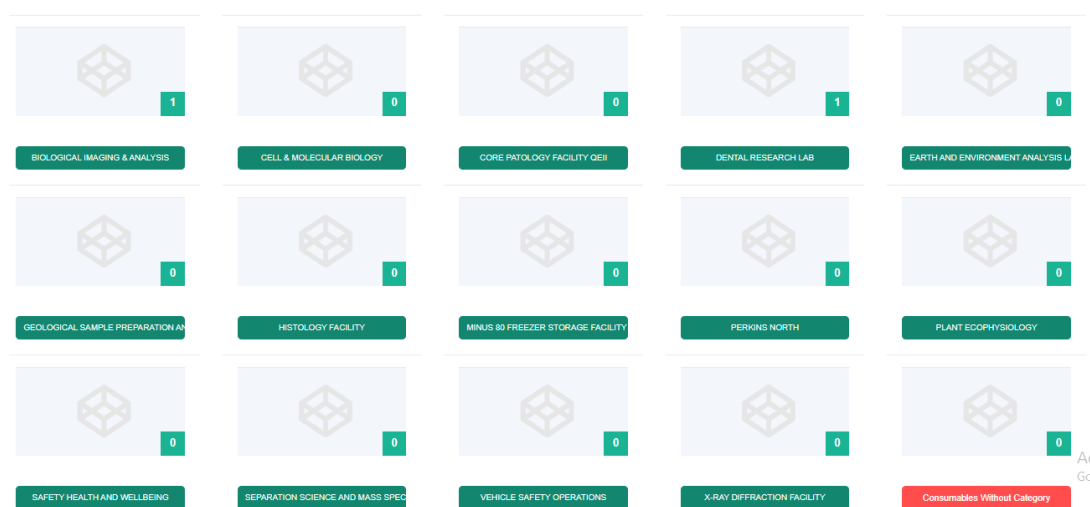 1
0
0
1
0
BIOLOGICAL IMAGING & ANALYSIS
CELL & MOLECULAR BIOLOGY
CORE PATOLOGY FACILITY QEII
DENTAL RESEARCH LAB
EARTH AND ENVIRONMENT ANALYSIS LA
0
0
0
0
0
GEOLOGICAL SAMPLE PREPARATION AN
HISTOLOGY FACILITY
MINUS 80 FREEZER STORAGE FACILITY
PERKINS NORTH
PLANT ECOPHYSIOLOGY
0
0
0
0
0
SAFETY HEALTH AND WELLBEING
SEPARATION SCIENCE AND MASS SPEC
VEHICLE SAFETY OPERATIONS
X-RAY DIFFRACTION FACILITY
Consumables Without Category